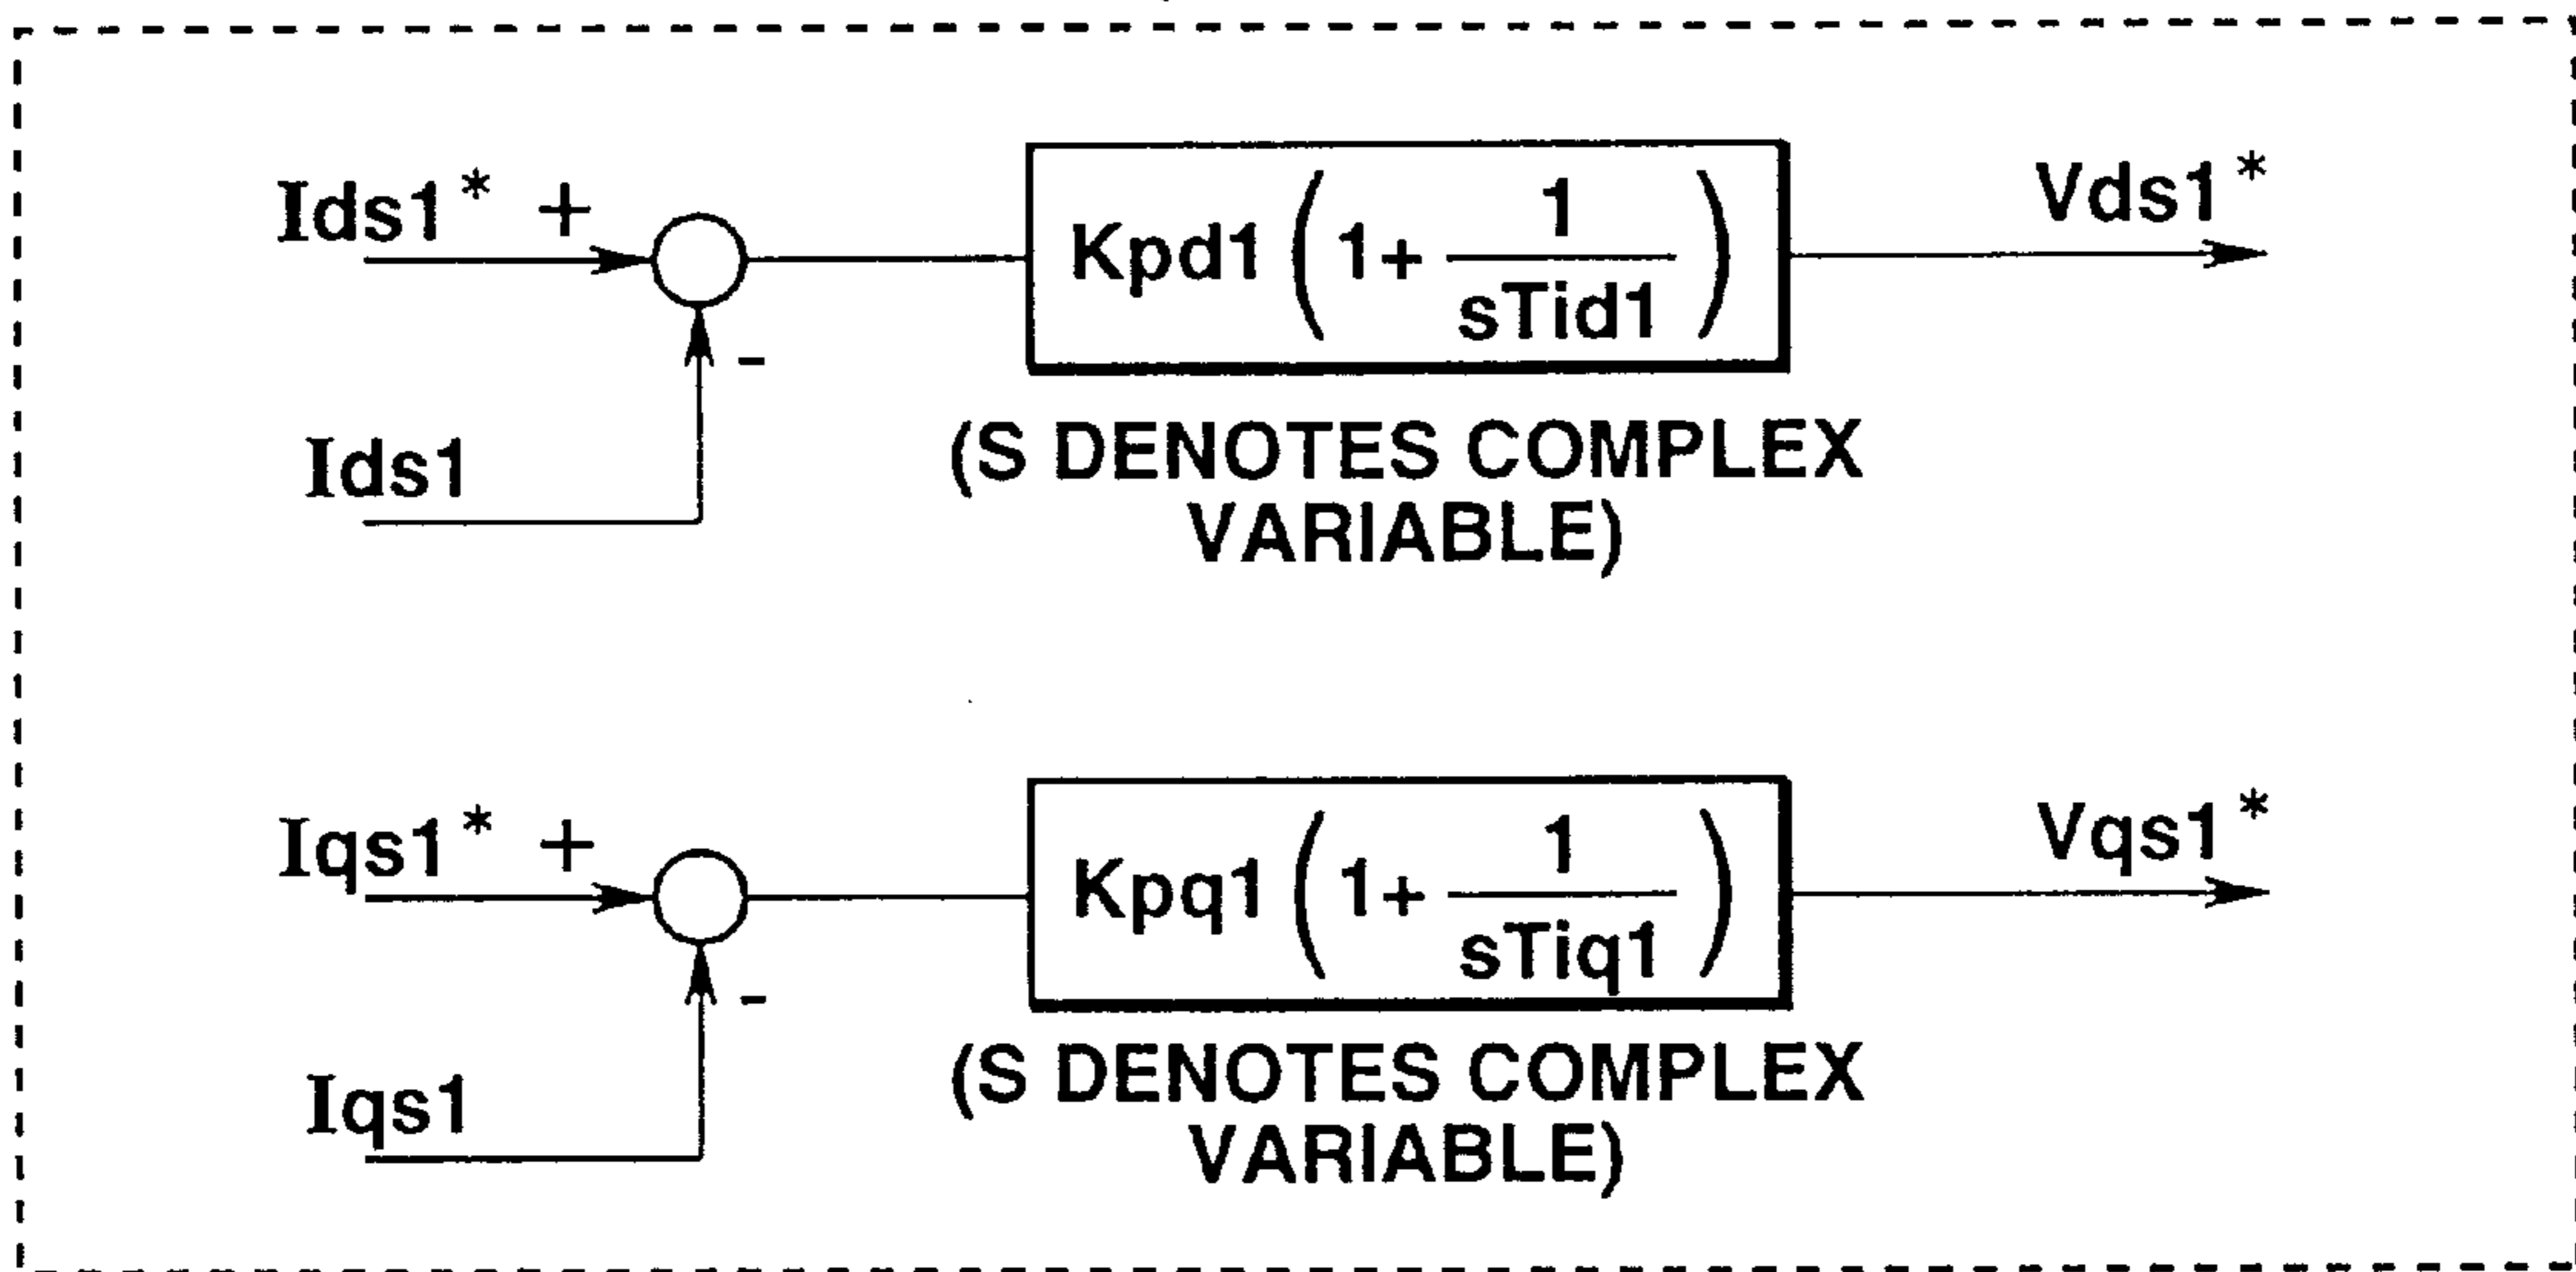 Ids1* + Vds1*
Kpd1 (1+ 1/sTid1)
-
Ids1
(S DENOTES COMPLEX
VARIABLE)
Iqs1* + Vqs1*
Kpq1 (1+ 1/sTiq1)
-
Iqs1
(S DENOTES COMPLEX
VARIABLE)